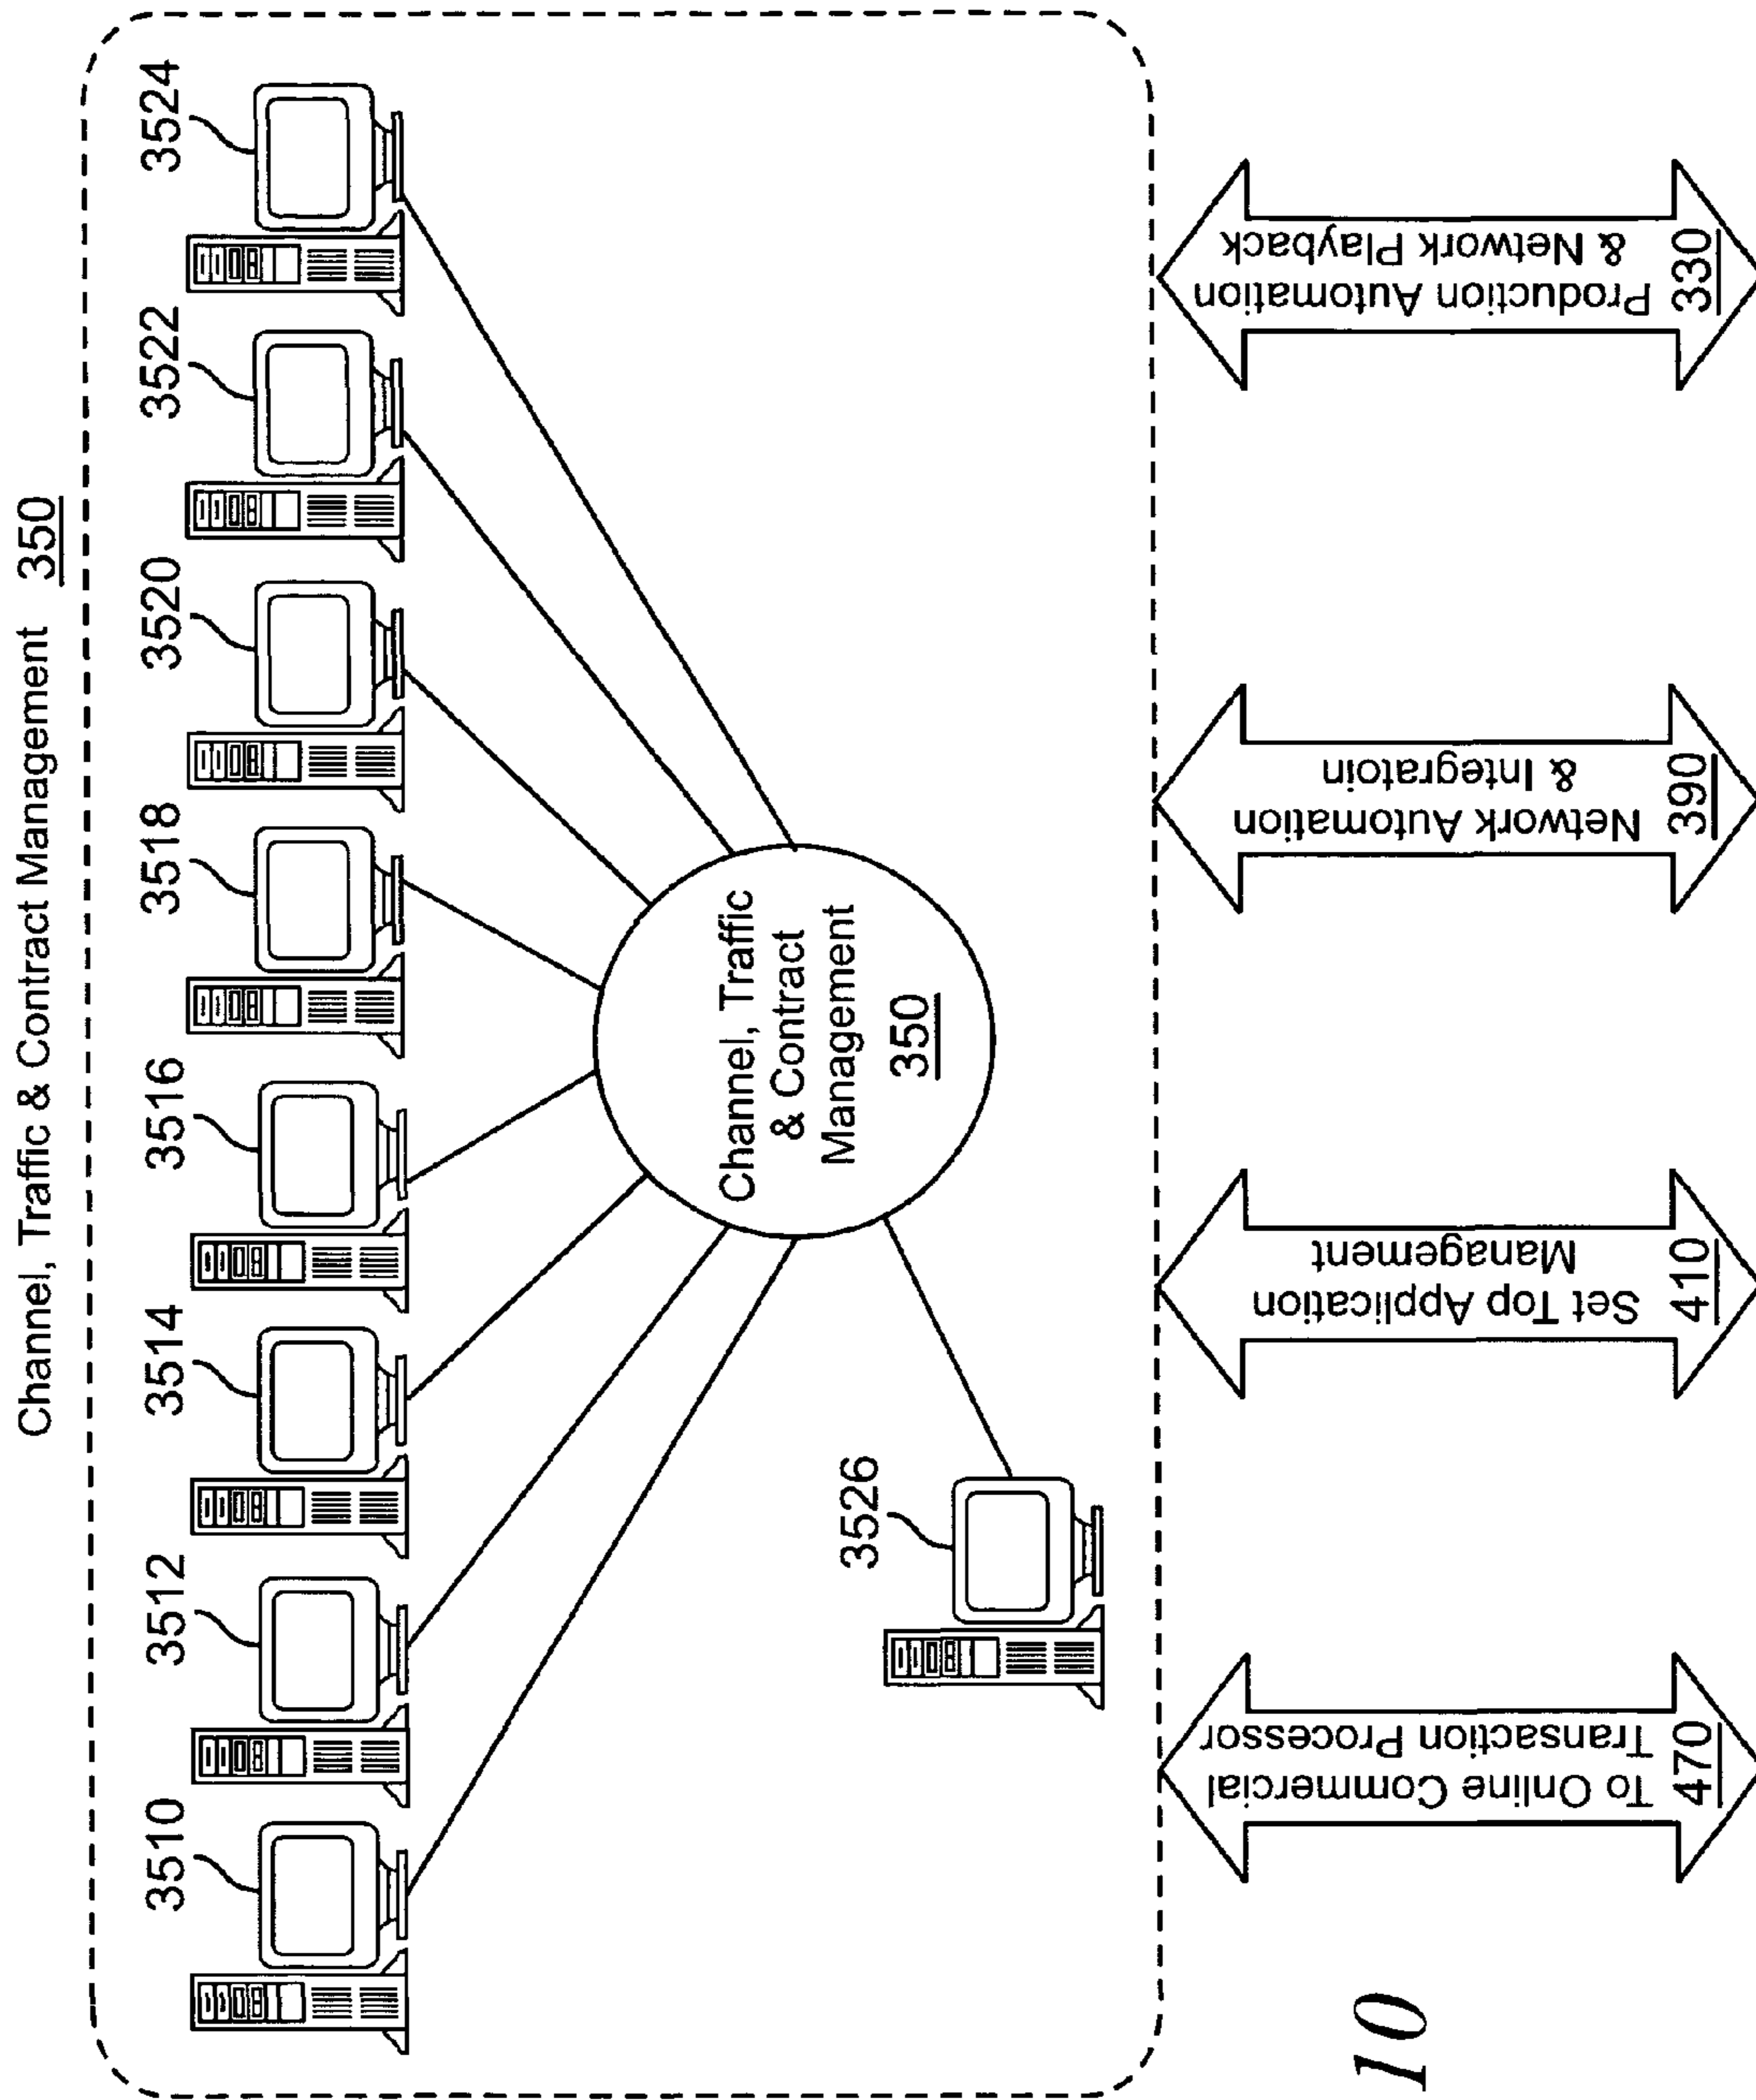 Channel, Traffic & Contract Management 350
3510
3512
3514
3516
3518
3520
3522
3524
Channel, Traffic
& Contract
Management
350
3526
To Online Commercial
Transaction Processor
470
Set Top Application
Management
410
Network Automation
& Integratoin
390
Production Automation
& Network Playback
330
10